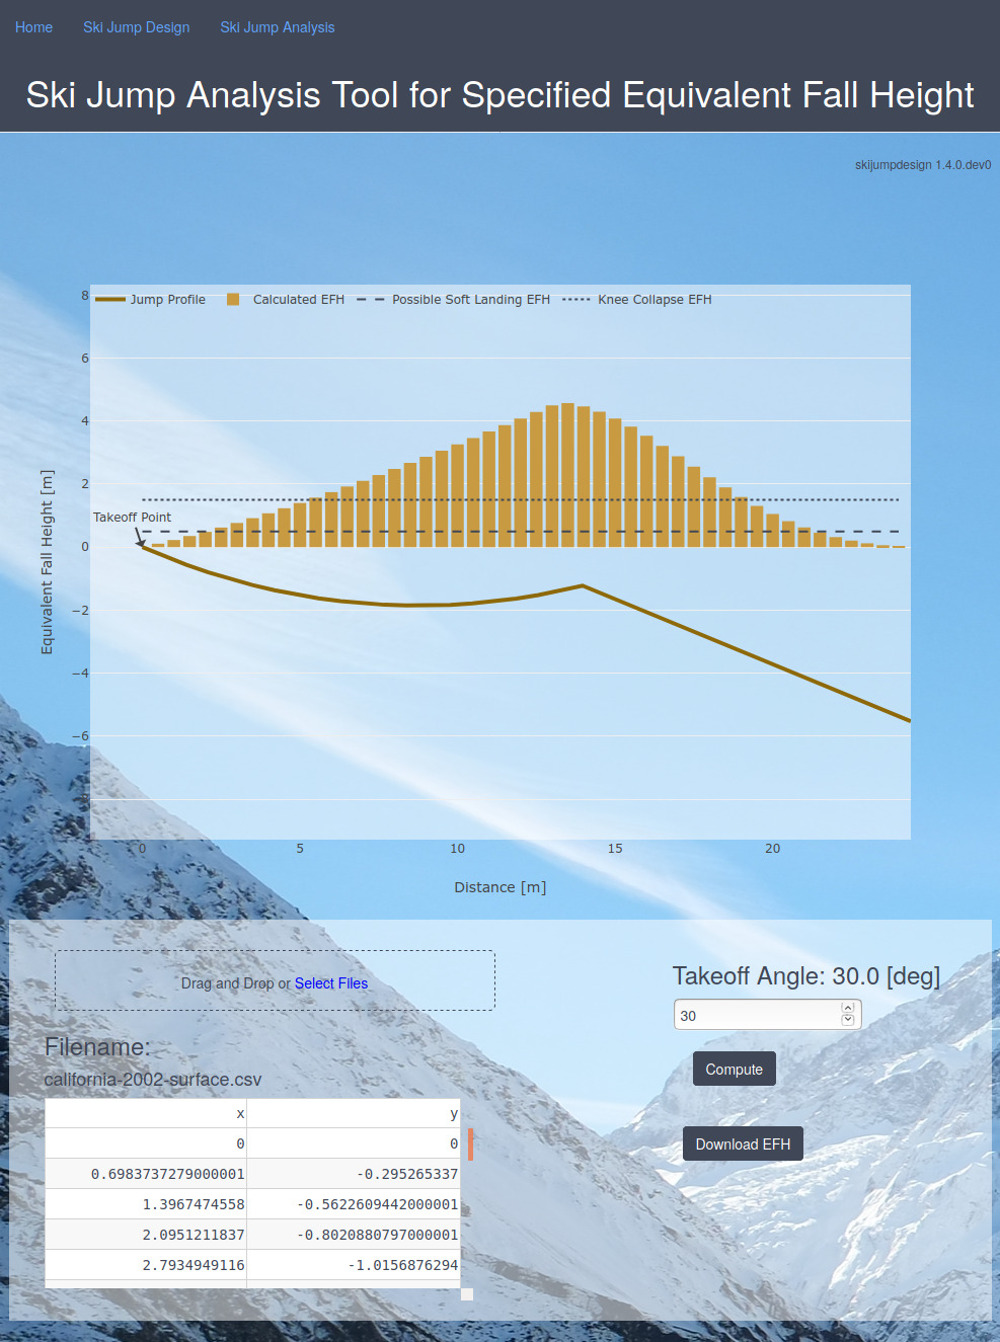 Home Ski Jump Design Ski Jump Analysis
Ski Jump Analysis Tool for Specified Equivalent Fall Height
skijumpdesign 1.4.0.dev0
Jump Profile Calculated EFH Possible Soft Landing EFH Knee Collapse EFH
8
6
4
2
0
−2
−4
−6
Equivalent Fall Height [m]
Takeoff Point
0 5 10 15 20
Distance [m]
Drag and Drop or Select Files
Takeoff Angle: 30.0 [deg]
30
Compute
Download EFH
Filename:
california-2002-surface.csv
x y
0 0
0.6983737279000001 -0.295265337
1.3967474558 -0.5622609442000001
2.0951211837 -0.8020880797000001
2.7934949116 -1.0156876294